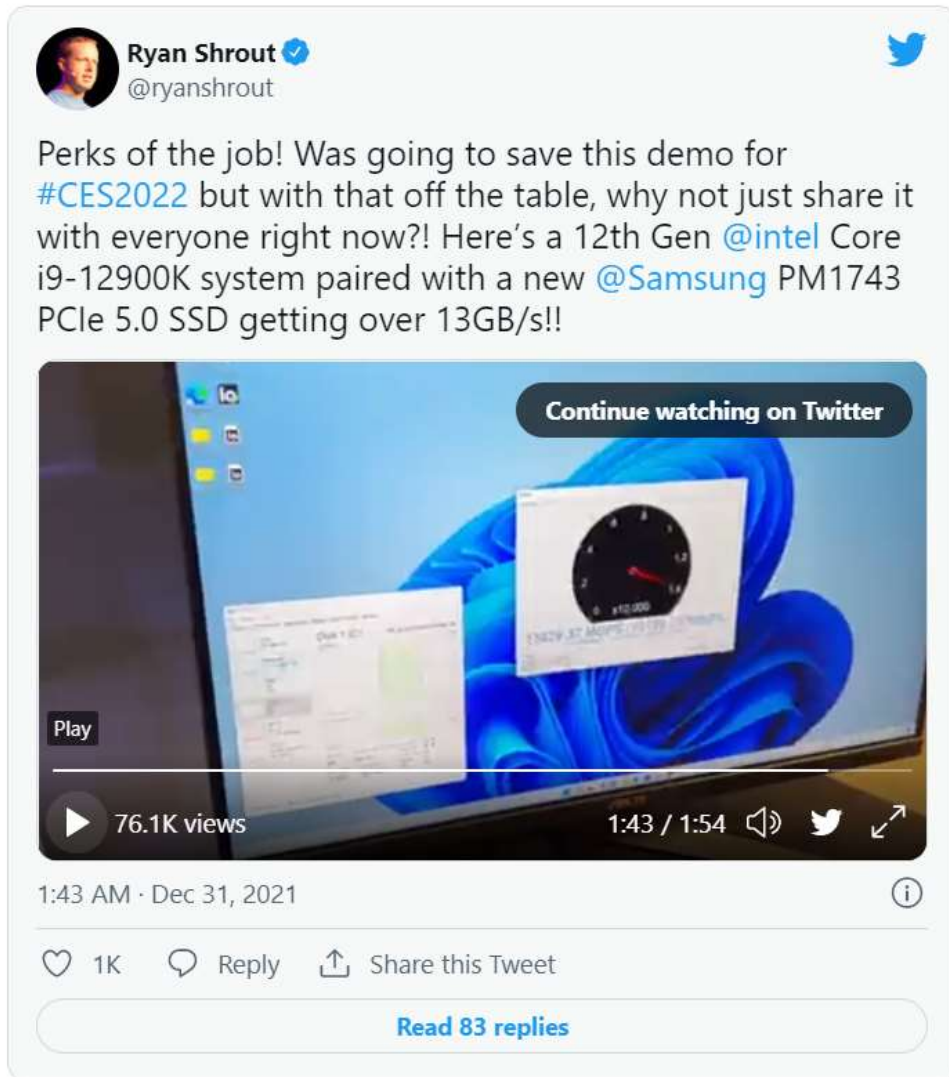 Ryan Shrout
@ryanshrout
Perks of the job! Was going to save this demo for
#CES2022 but with that off the table, why not just share it
with everyone right now?! Here’s a 12th Gen @intel Core
i9-12900K system paired with a new @Samsung PM1743
PCIe 5.0 SSD getting over 13GB/s!!
Continue watching on Twitter
x10,000
Play
76.1K views
1:43 / 1:54
1:43 AM · Dec 31, 2021
1K Reply Share this Tweet
Read 83 replies